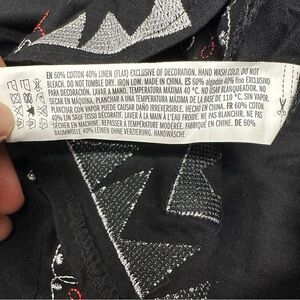 EN 60% COTTON 40% LINEN (FLAX) EXCLUSIVE OF DECORATION. HAND WASH COLD. DO NOT
BLEACH. DO NOT TUMBLE DRY. IRON LOW. MADE IN CHINA. ES 60% algodón 40% lino EXCLUSIVO
PARA DECORACIÓN. LAVAR A MANO. TEMPERATURA MÁXIMA 40 °C. NO USAR BLANQUEADOR. NO
SECAR EN MÁQUINA. PLANCHAR A UNA TEMPERATURA MÁXIMA DE LA BASE DE 110 °C, SIN VAPOR.
PLANCHAR CON VAPOR PUEDE CAUSAR DAÑOS IRREVERSIBLES. FABRICADO EN CHINA. FR 60% COTON
40% LIN SAUF TISSU DÉCORATIF. LAVER À LA MAIN À L'EAU FROIDE. NE PAS BLANCHIR. NE PAS
SÉCHER EN MACHINE. REPASSER À TEMPÉRATURE BASSE. FABRIQUÉ EN CHINE. DE 60%
BAUMWOLLE 40% LEINEN OHNE VERZIERUNG. HANDWÄSCHE